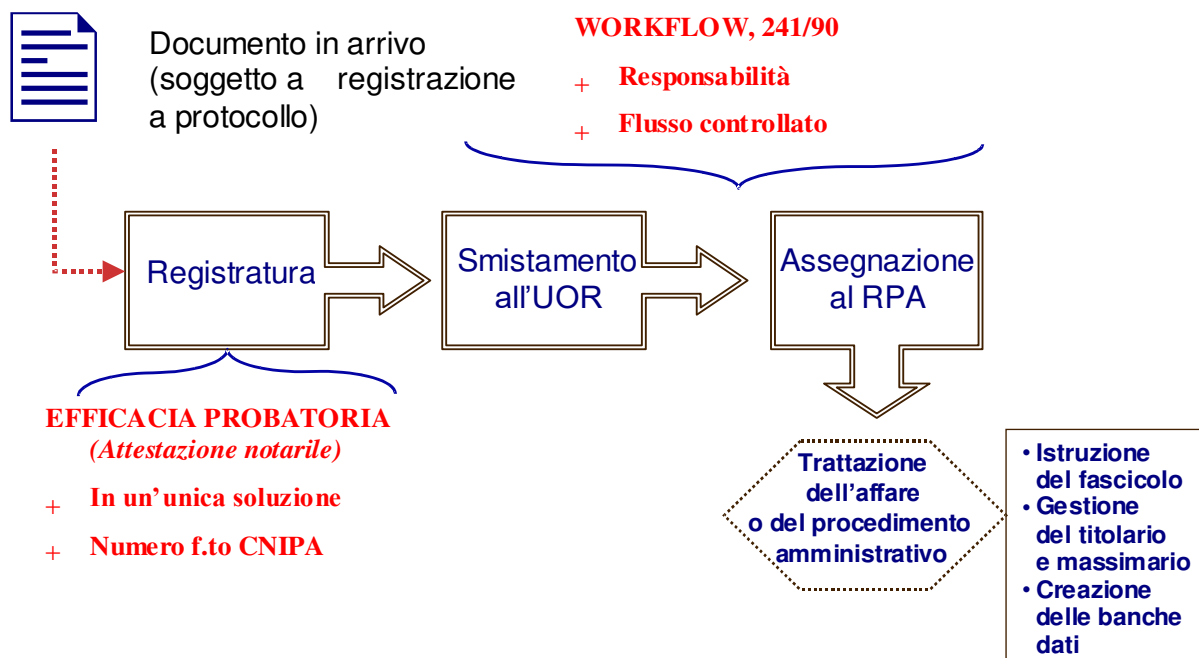 Documento in arrivo
(soggetto a registrazione
a protocollo)
WORKFLOW, 241/90
+ Responsabilità
+ Flusso controllato
Registratura
Smistamento
all'UOR
Assegnazione
al RPA
EFFICACIA PROBATORIA
(Attestazione notarile)
+ In un'unica soluzione
+ Numero f.to CNIPA
Trattazione
dell'affare
o del procedimento
amministrativo
• Istruzione
del fascicolo
• Gestione
del titolario
e massimario
• Creazione
delle banche
dati